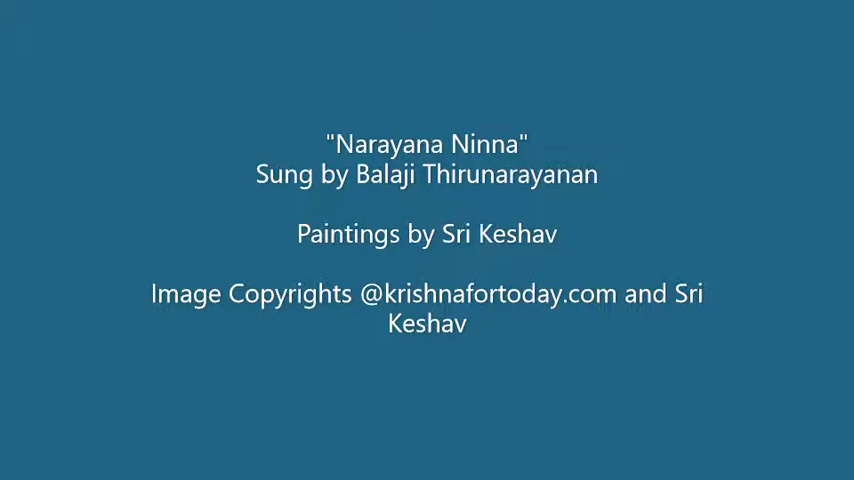 "Narayana Ninna"
Sung by Balaji Thirunarayanan
Paintings by Sri Keshav
Image Copyrights @krishnafortoday.com and Sri
Keshav